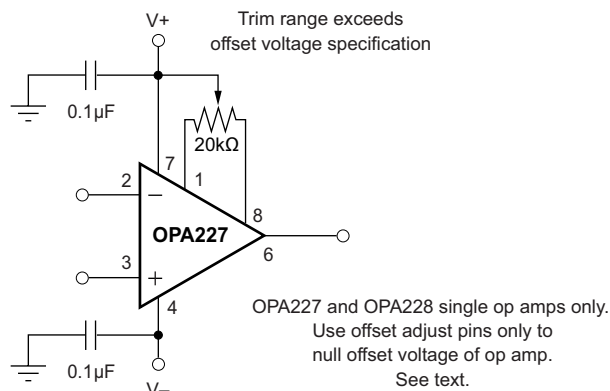 V+
Trim range exceeds
offset voltage specification
0.1µF
20kΩ
7
1
2
−
8
OPA227
6
3
+
4
OPA227 and OPA228 single op amps only.
Use offset adjust pins only to
null offset voltage of op amp.
See text.
0.1µF
V−